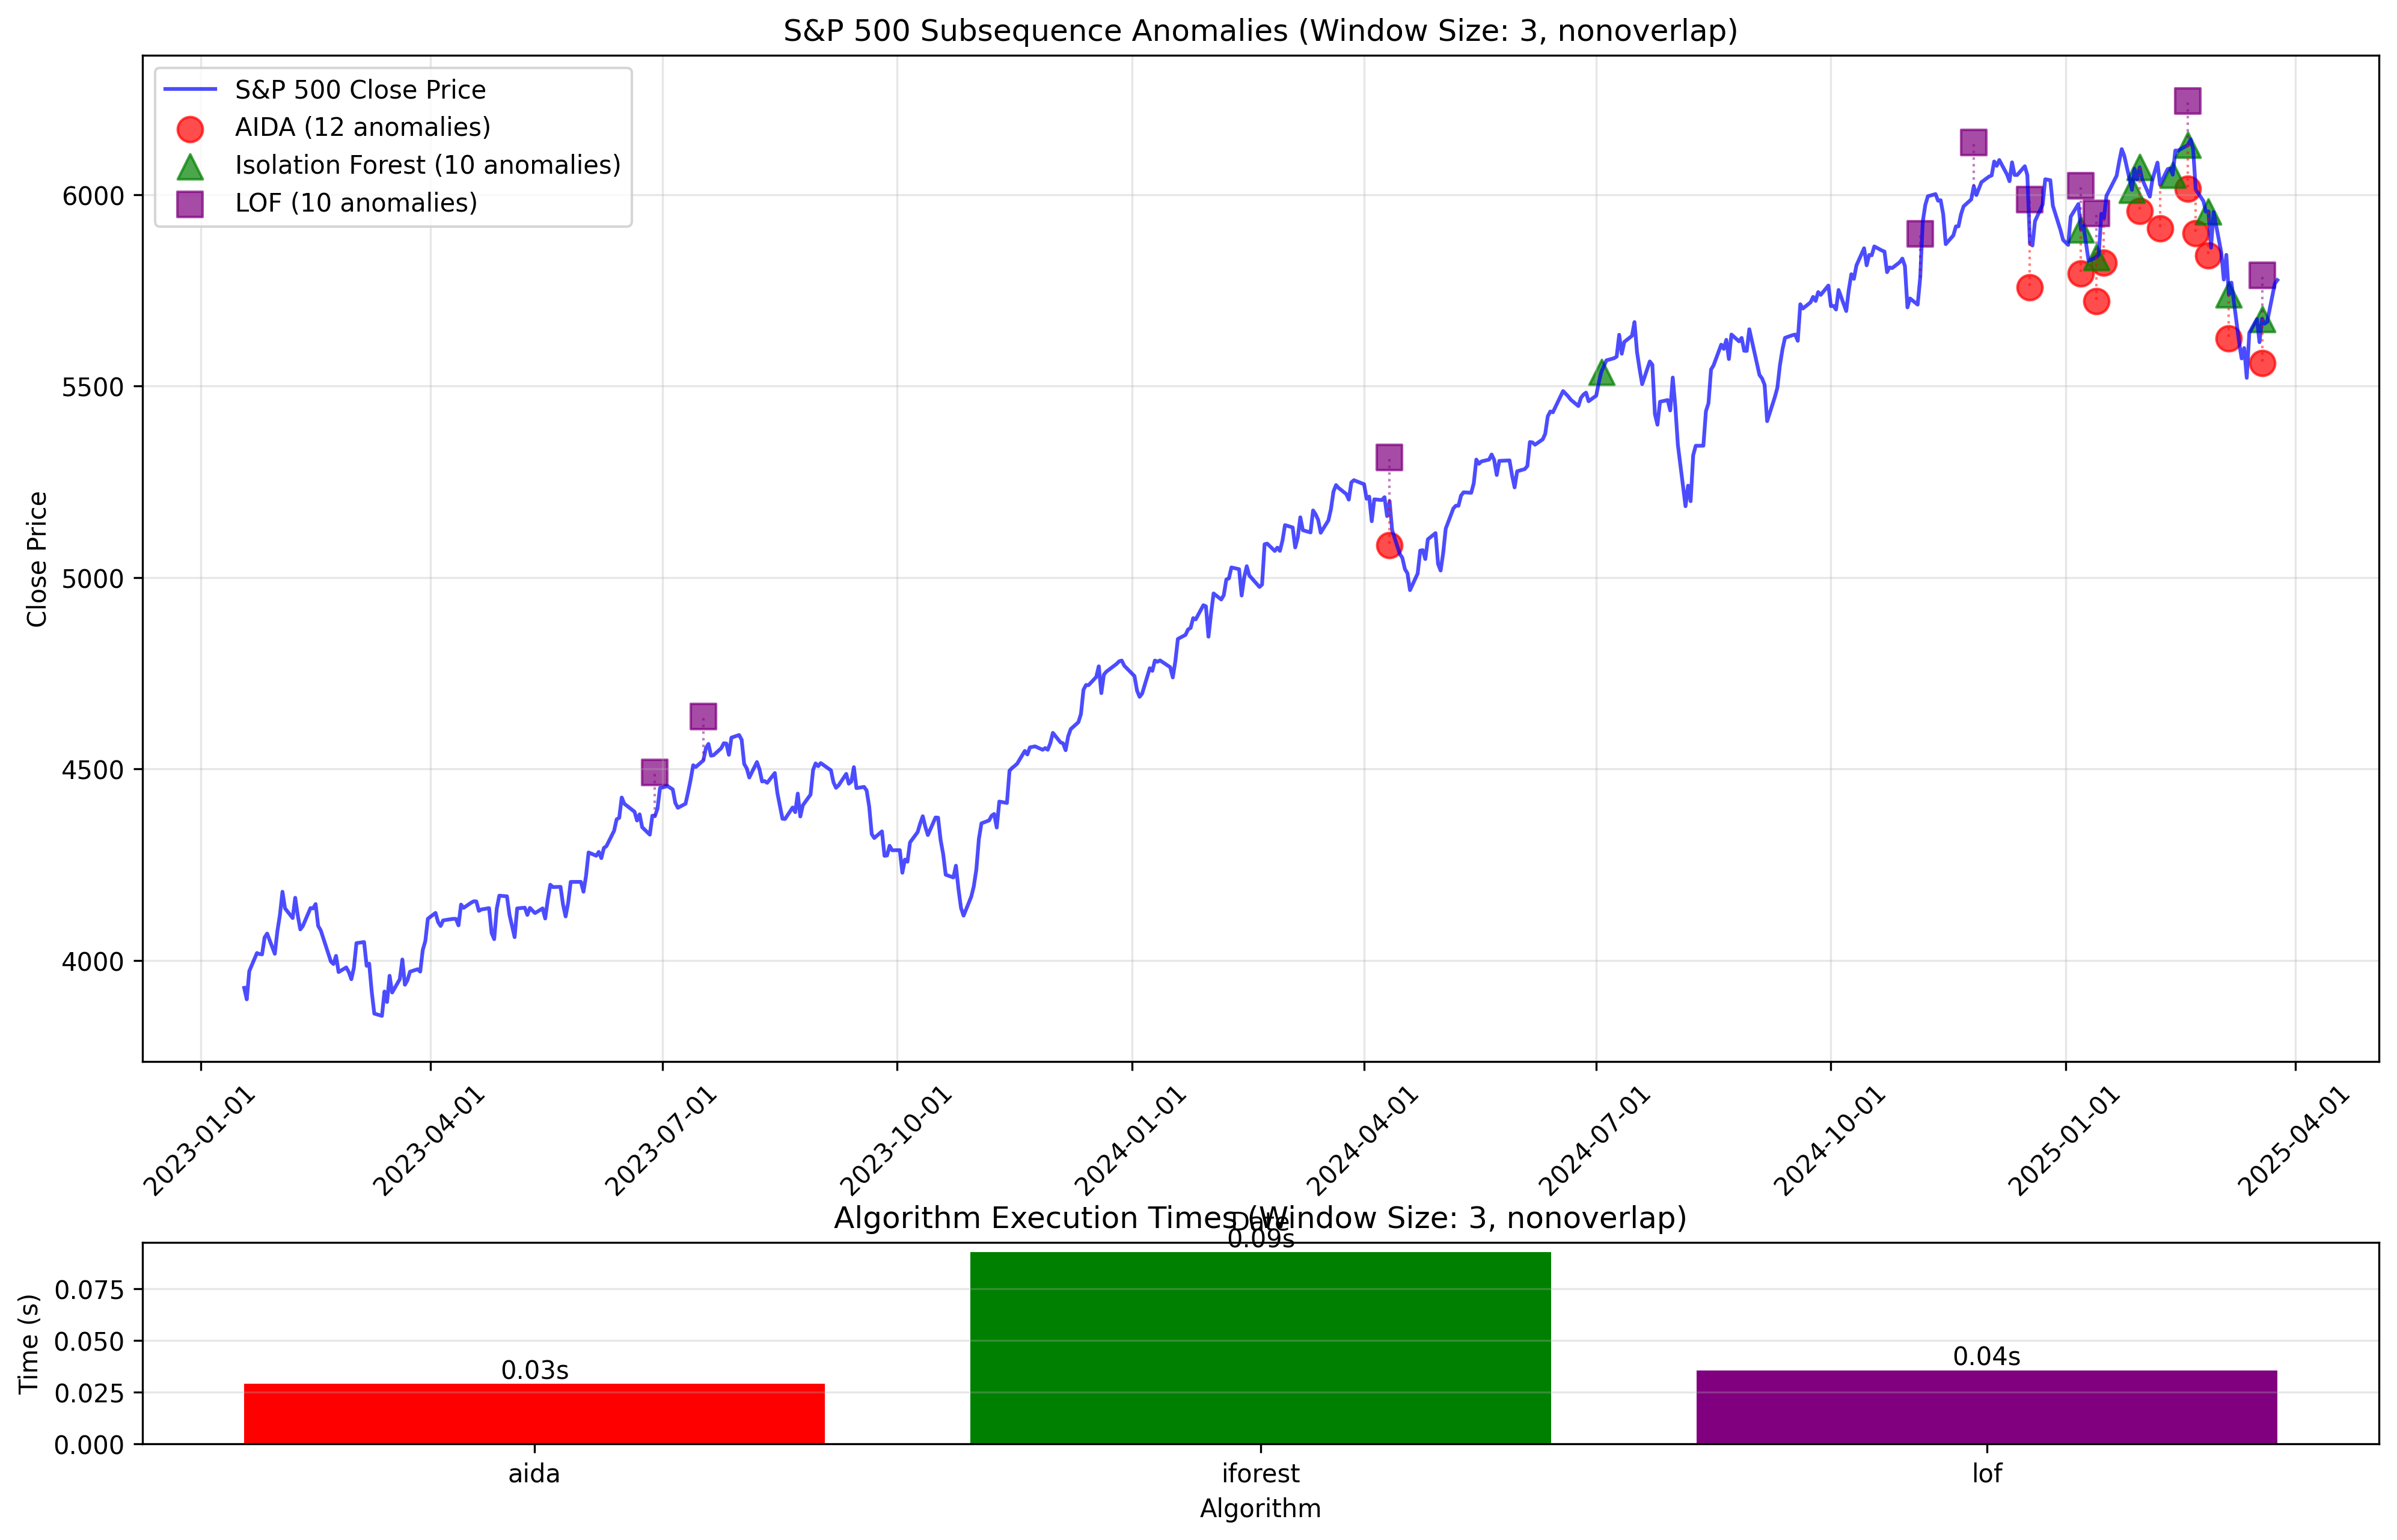 S&P 500 Subsequence Anomalies (Window Size: 3, nonoverlap)
S&P 500 Close Price
AIDA (12 anomalies)
Isolation Forest (10 anomalies)
LOF (10 anomalies)
Close Price
6000
5500
5000
4500
4000
2023-01-01
2023-04-01
2023-07-01
2023-10-01
2024-01-01
2024-04-01
2024-07-01
2024-10-01
2025-01-01
2025-04-01
Date
Algorithm Execution Times (Window Size: 3, nonoverlap)
Time (s)
0.075
0.050
0.025
0.000
0.03s
0.09s
0.04s
aida
iforest
lof
Algorithm